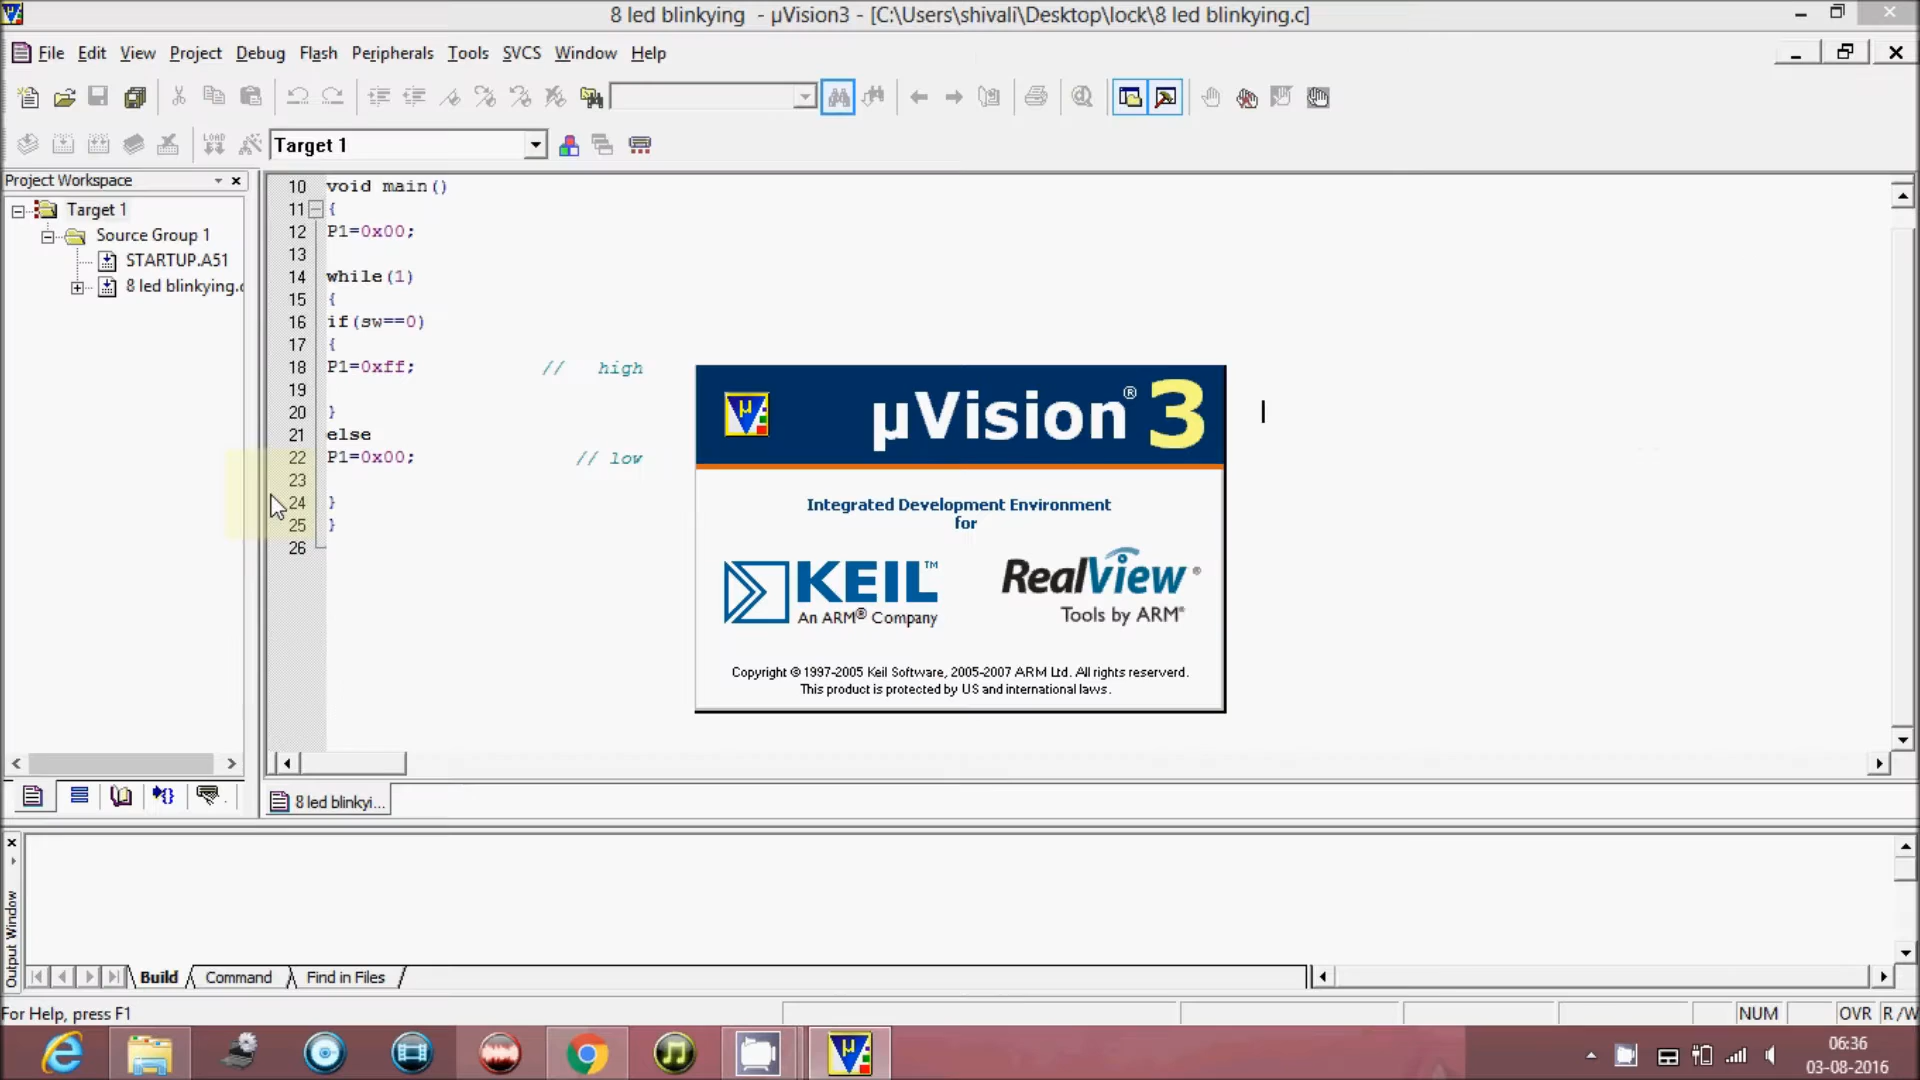 8 led blinkying - µVision3 - [C:\Users\shivali\Desktop\lock\8 led blinkying.c]
File Edit View Project Debug Flash Peripherals Tools SVCS Window Help
LOAD Target 1
Project Workspace
Target 1
Source Group 1
STARTUP.A51
8 led blinkying.c
10 void main()
11 {
12 P1=0x00;
13
14 while(1)
15 {
16 if(sw==0)
17 {
18 P1=0xff; // high
19
20 }
21 else
22 P1=0x00; // low
23
24 }
25 }
26
µVision® 3
Integrated Development Environment
for
KEIL™
An ARM® Company
RealView®
Tools by ARM®
Copyright © 1997-2005 Keil Software, 2005-2007 ARM Ltd. All rights reserverd.
This product is protected by US and international laws.
8 led blinkyi...
Output Window
Build Command Find in Files
For Help, press F1
NUM OVR R/W
06:36
03-08-2016